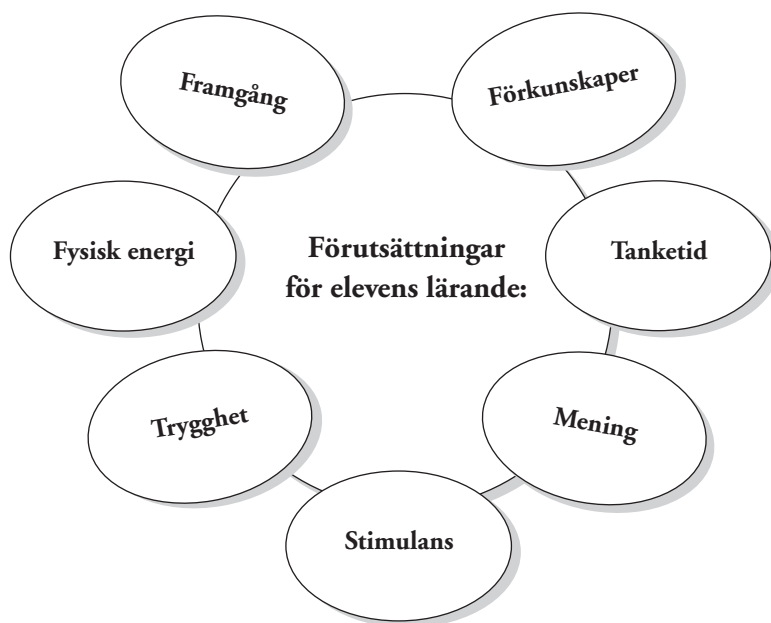 Framgång
Förkunskaper
Fysisk energi
Förutsättningar
för elevens lärande:
Tanketid
Trygghet
Mening
Stimulans